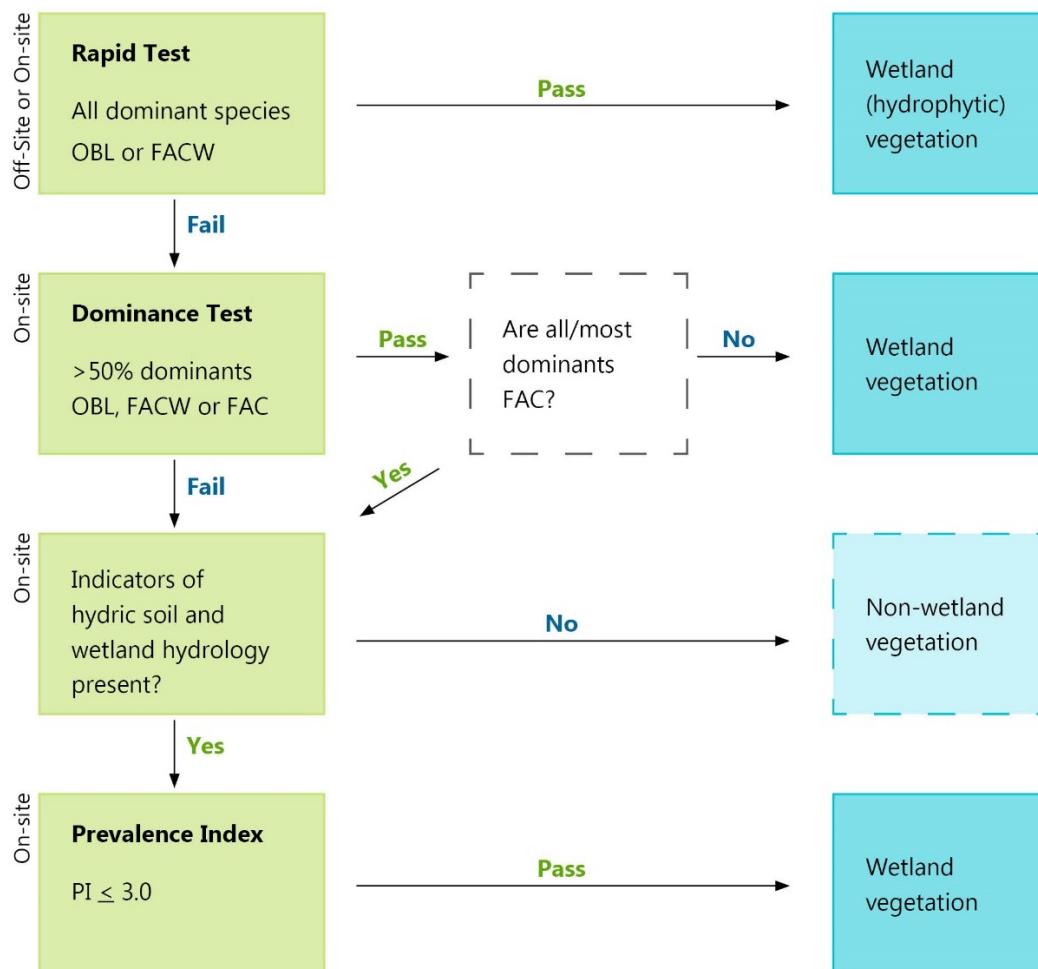 Off-Site or On-site
Rapid Test
All dominant species
OBL or FACW
Pass
Wetland
(hydrophytic)
vegetation
Fail
On-site
Dominance Test
>50% dominants
OBL, FACW or FAC
Pass
Are all/most
dominants
FAC?
No
Wetland
vegetation
Fail
Yes
On-site
Indicators of
hydric soil and
wetland hydrology
present?
No
Non-wetland
vegetation
Yes
On-site
Prevalence Index
PI ≤ 3.0
Pass
Wetland
vegetation